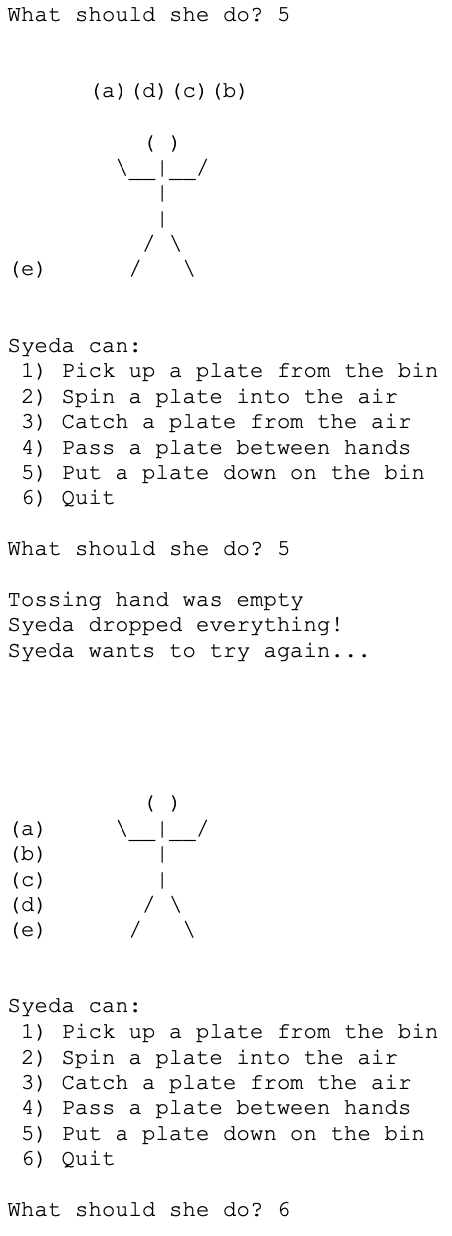 What should she do? 5
(a)(d)(c)(b)
( )
\__|__/
|
|
/ \
(e) / \
Syeda can:
1) Pick up a plate from the bin
2) Spin a plate into the air
3) Catch a plate from the air
4) Pass a plate between hands
5) Put a plate down on the bin
6) Quit
What should she do? 5
Tossing hand was empty
Syeda dropped everything!
Syeda wants to try again...
( )
(a) \__|__/
(b) |
(c) |
(d) / \
(e) / \
Syeda can:
1) Pick up a plate from the bin
2) Spin a plate into the air
3) Catch a plate from the air
4) Pass a plate between hands
5) Put a plate down on the bin
6) Quit
What should she do? 6